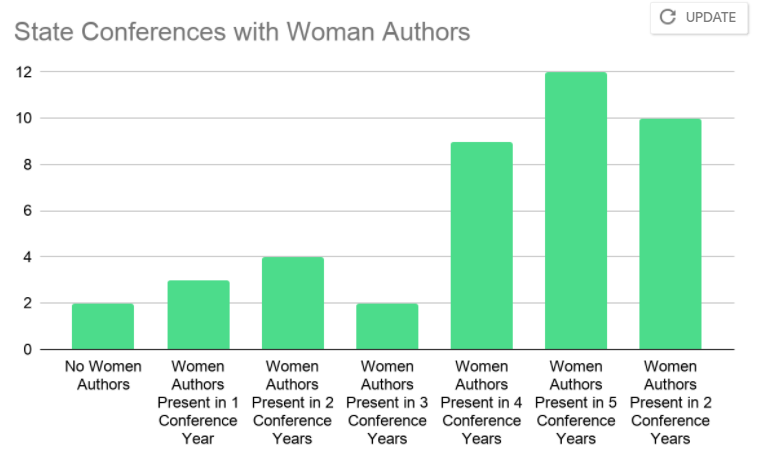 UPDATE
State Conferences with Woman Authors
12
10
8
6
4
2
0
No Women
Authors
Women
Authors
Present in 1
Conference
Year
Women
Authors
Present in 2
Conference
Years
Women
Authors
Present in 3
Conference
Years
Women
Authors
Present in 4
Conference
Years
Women
Authors
Present in 5
Conference
Years
Women
Authors
Present in 2
Conference
Years